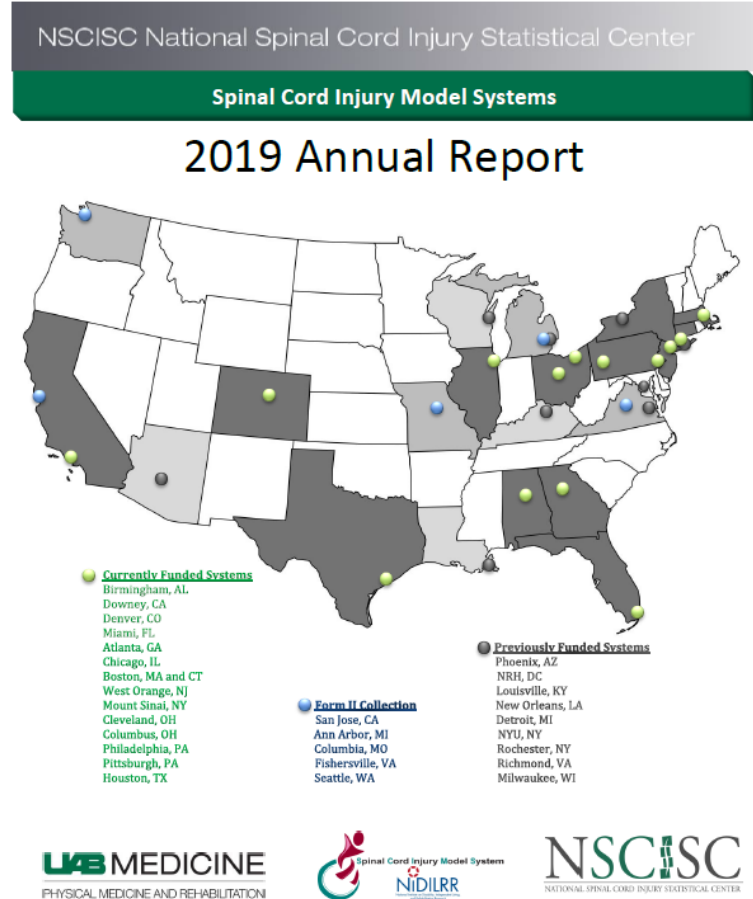 NSCISC National Spinal Cord Injury Statistical Center
Spinal Cord Injury Model Systems
2019 Annual Report
Currently Funded Systems
Birmingham, AL
Downey, CA
Denver, CO
Miami, FL
Atlanta, GA
Chicago, IL
Boston, MA and CT
West Orange, NJ
Mount Sinai, NY
Cleveland, OH
Columbus, OH
Philadelphia, PA
Pittsburgh, PA
Houston, TX
Form II Collection
San Jose, CA
Ann Arbor, MI
Columbia, MO
Fishersville, VA
Seattle, WA
Previously Funded Systems
Phoenix, AZ
NRH, DC
Louisville, KY
New Orleans, LA
Detroit, MI
NYU, NY
Rochester, NY
Richmond, VA
Milwaukee, WI
UAB MEDICINE
PHYSICAL MEDICINE AND REHABILITATION
Spinal Cord Injury Model System
NIDILRR
NSCISC
NATIONAL SPINAL CORD INJURY STATISTICAL CENTER